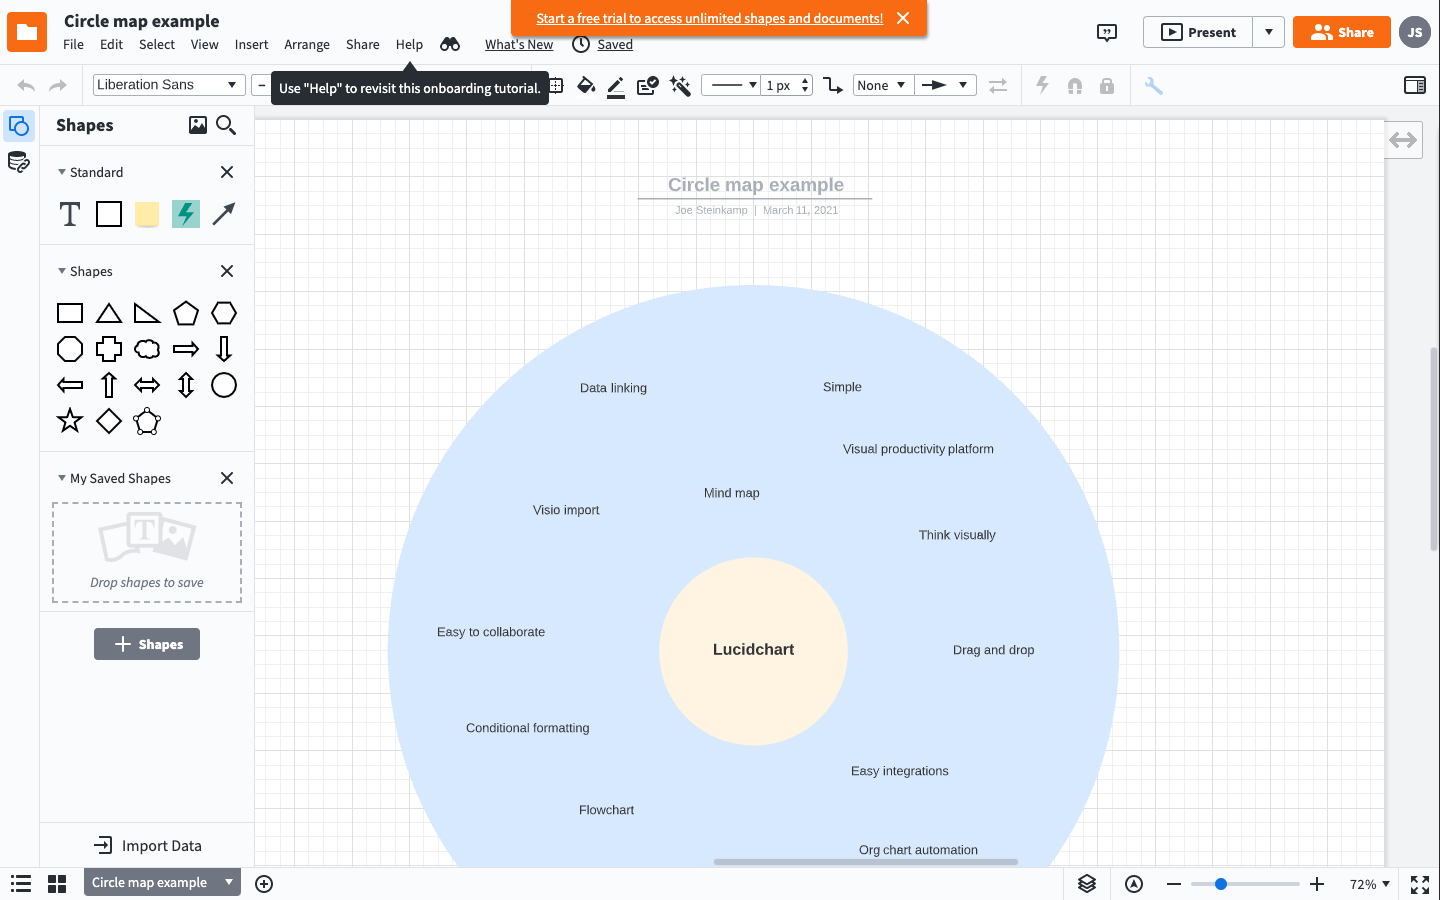 Circle map example
Start a free trial to access unlimited shapes and documents!
File Edit Select View Insert Arrange Share Help What's New Saved
Present
Share
JS
Liberation Sans
Use "Help" to revisit this onboarding tutorial.
1 px
None
Shapes
Standard
T
Shapes
My Saved Shapes
T
Drop shapes to save
Shapes
Import Data
Circle map example
Joe Steinkamp | March 11, 2021
Data linking
Simple
Visual productivity platform
Mind map
Visio import
Think visually
Easy to collaborate
Lucidchart
Drag and drop
Conditional formatting
Easy integrations
Flowchart
Org chart automation
Circle map example
72%